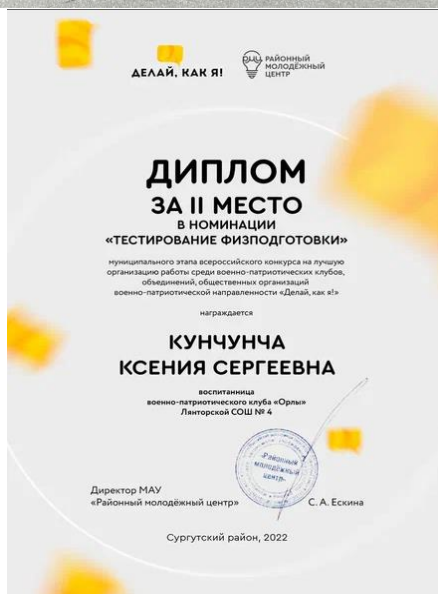 ДЕЛАЙ, КАК Я!
РМЦ РАЙОННЫЙ
МОЛОДЁЖНЫЙ
ЦЕНТР
ДИПЛОМ
ЗА II МЕСТО
В НОМИНАЦИИ
«ТЕСТИРОВАНИЕ ФИЗПОДГОТОВКИ»
муниципального этапа всероссийского конкурса на лучшую
организацию работы среди военно-патриотических клубов,
объединений, общественных организаций
военно-патриотической направленности «Делай, как я!»
награждается
КУНЧУНЧА
КСЕНИЯ СЕРГЕЕВНА
воспитанница
военно-патриотического клуба «Орлы»
Лянторской СОШ № 4
«Районный
молодёжный
центр»
Директор МАУ
«Районный молодёжный центр» С. А. Ескина
Сургутский район, 2022